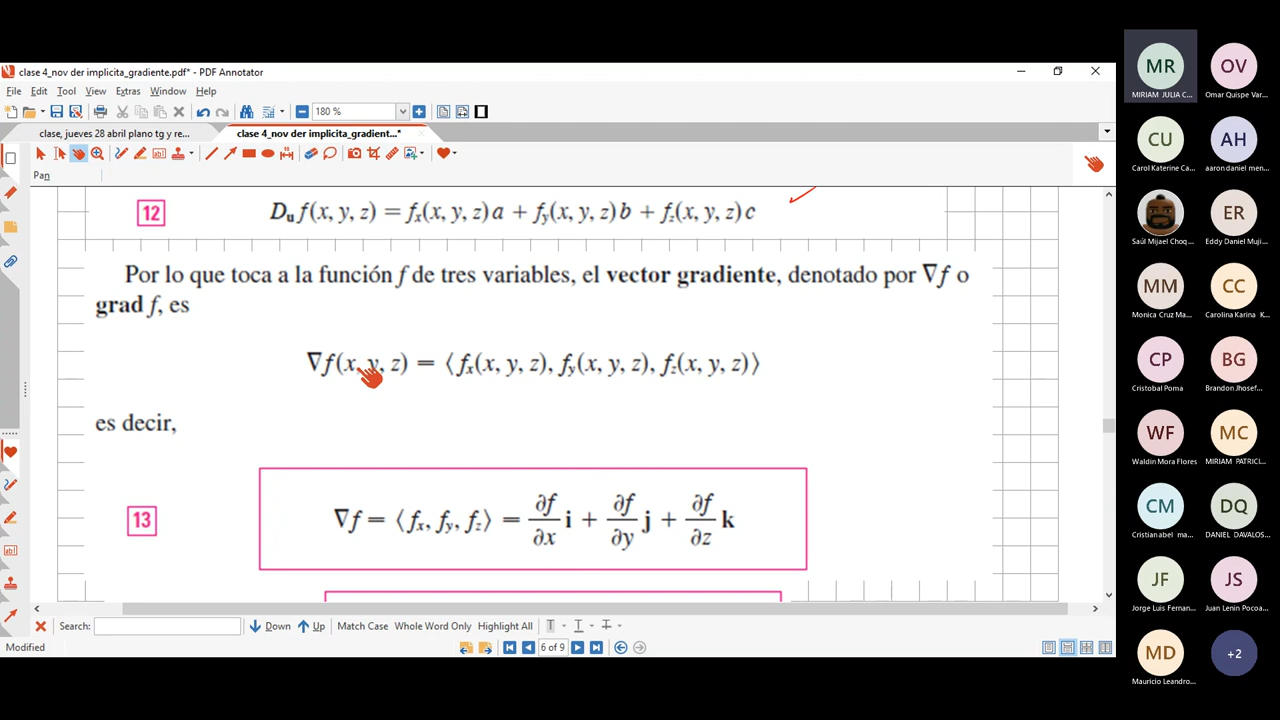 clase 4_nov der implicita_gradiente.pdf* - PDF Annotator
File Edit Tool View Extras Window Help
180 %
clase, jueves 28 abril plano tg y re...
clase 4_nov der implicita_gradient...*
Pan
12
D_u f(x, y, z) = f_x(x, y, z)a + f_y(x, y, z)b + f_z(x, y, z)c
Por lo que toca a la función f de tres variables, el vector gradiente, denotado por ∇f o
grad f, es
∇f(x, y, z) = ⟨f_x(x, y, z), f_y(x, y, z), f_z(x, y, z)⟩
es decir,
13
∇f = ⟨f_x, f_y, f_z⟩ = ∂f/∂x i + ∂f/∂y j + ∂f/∂z k
Search:
Down
Up
Match Case
Whole Word Only
Highlight All
Modified
6 of 9
MR
MIRIAM JULIA C...
OV
Omar Quispe Var...
CU
Carol Katerine Ca...
AH
aaron daniel men...
Saúl Mijael Choq...
ER
Eddy Daniel Muji...
MM
Monica Cruz Ma...
CC
Carolina Karina K...
CP
Cristobal Poma
BG
Brandon Jhosef...
WF
Waldin Mora Flores
MC
MIRIAM PATRICI...
CM
Cristian abel ma...
DQ
DANIEL DAVALOS...
JF
Jorge Luis Fernan...
JS
Juan Lenin Pocoa...
MD
Mauricio Leandro...
+2